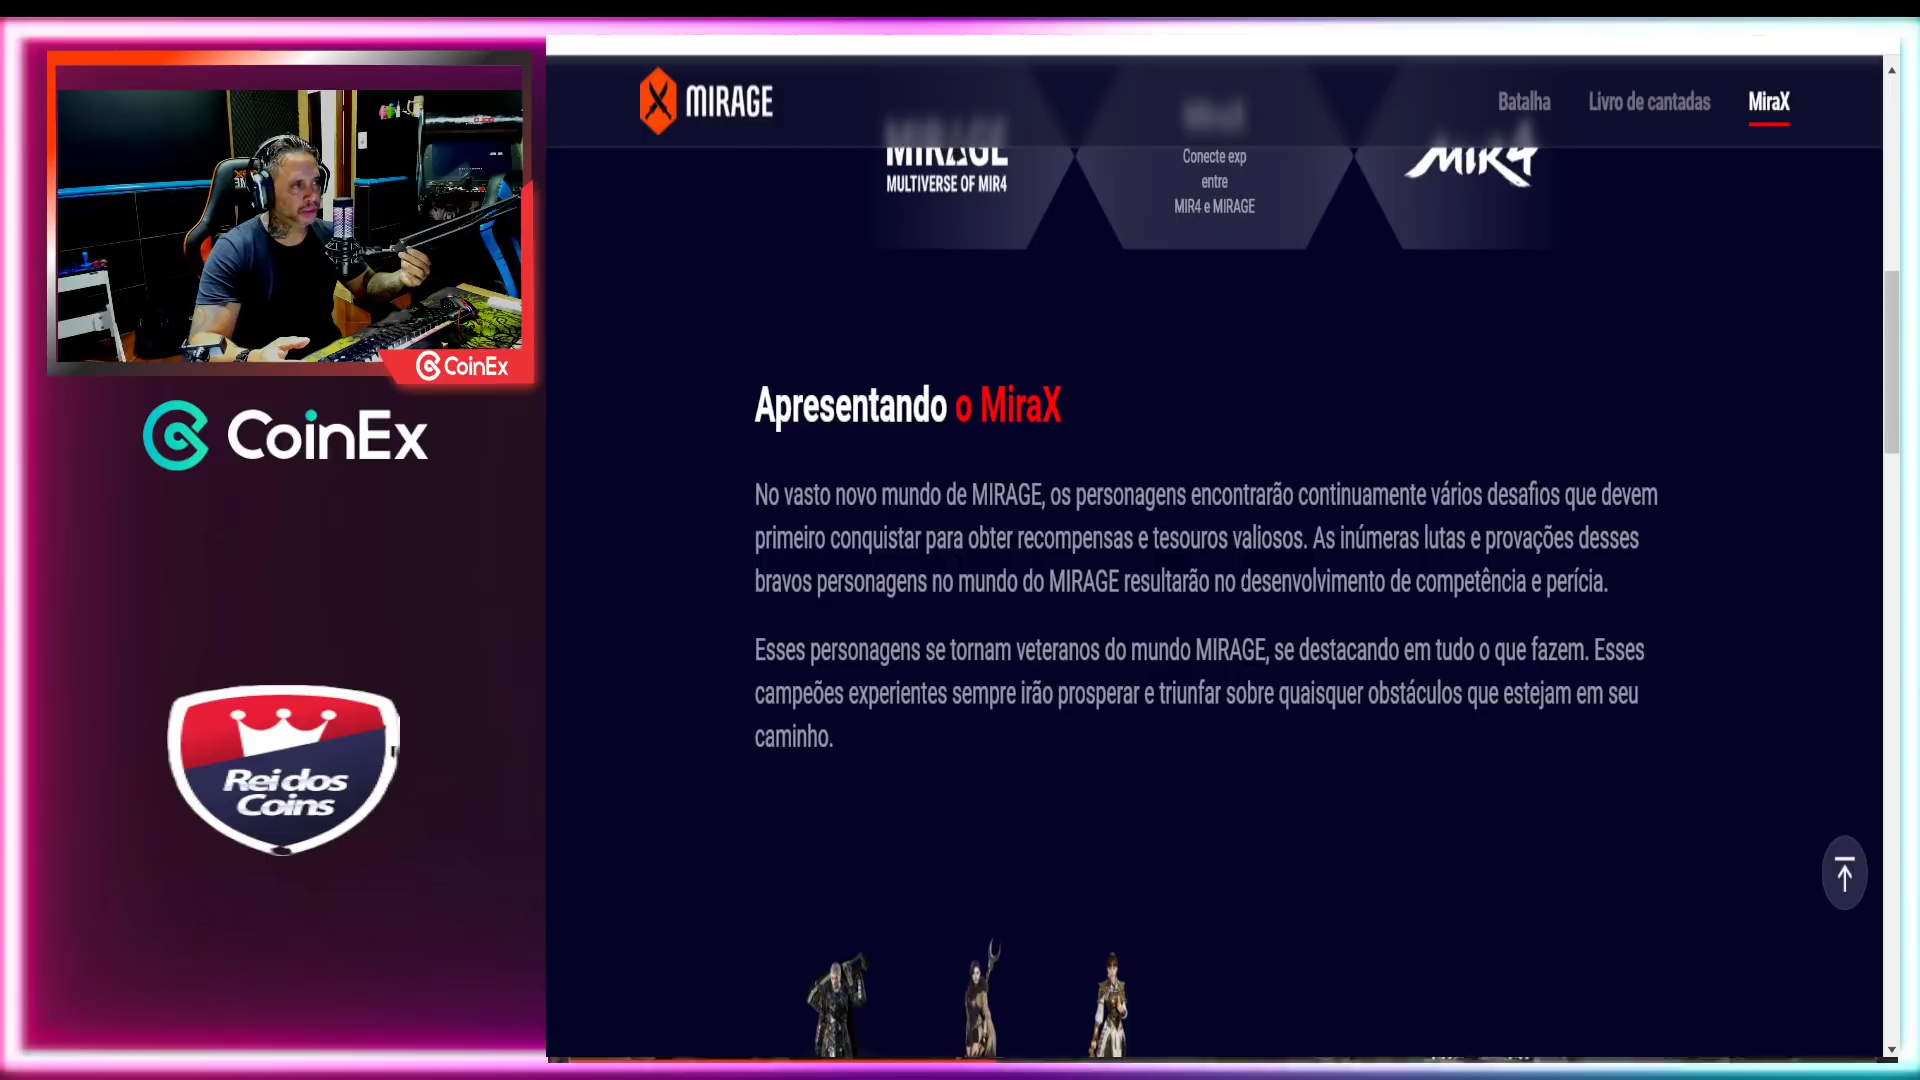 CoinEx
CoinEx
Rei dos
Coins
MIRAGE
Batalha
Livro de cantadas
MiraX
MIRAGE
MULTIVERSE OF MIR4
MiraX
Conecte exp
entre
MIR4 e MIRAGE
MIR4
Apresentando o MiraX
No vasto novo mundo de MIRAGE, os personagens encontrarão continuamente vários desafios que devem
primeiro conquistar para obter recompensas e tesouros valiosos. As inúmeras lutas e provações desses
bravos personagens no mundo do MIRAGE resultarão no desenvolvimento de competência e perícia.
Esses personagens se tornam veteranos do mundo MIRAGE, se destacando em tudo o que fazem. Esses
campeões experientes sempre irão prosperar e triunfar sobre quaisquer obstáculos que estejam em seu
caminho.